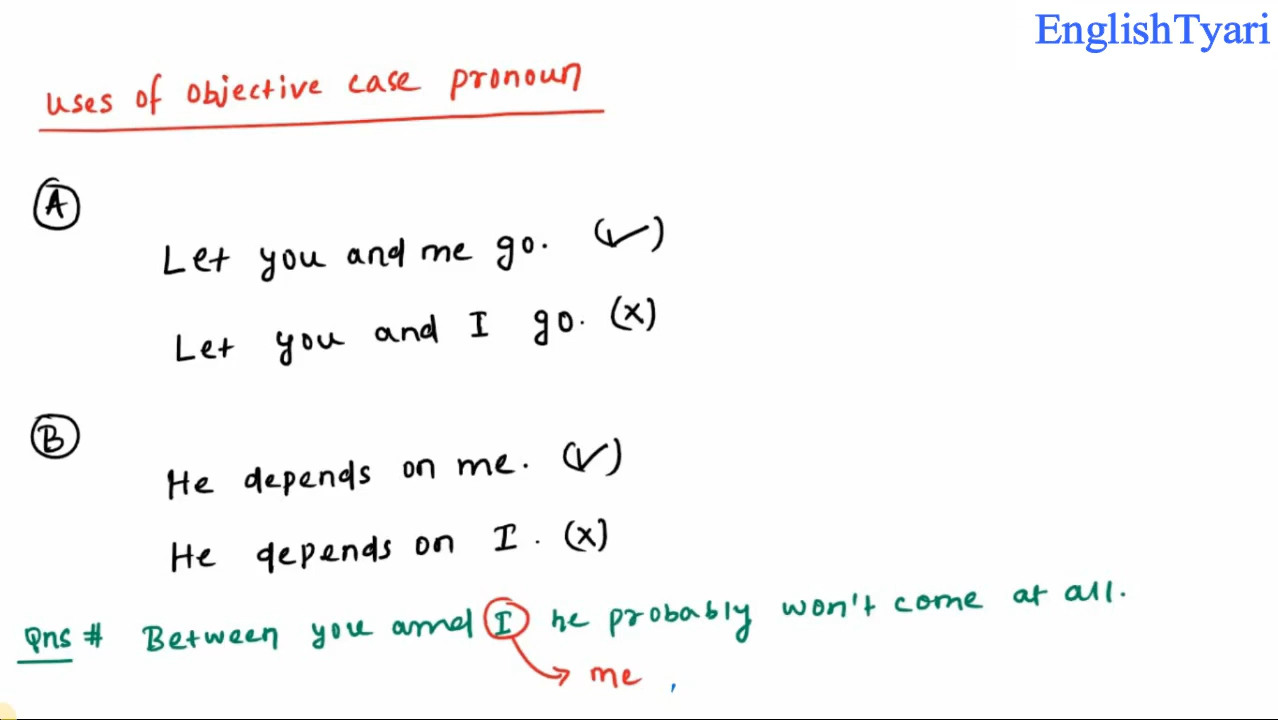 EnglishTyari
uses of objective case pronoun
A
Let you and me go. (✓)
Let you and I go. (x)
B
He depends on me. (✓)
He depends on I. (x)
Qns # Between you and I he probably won't come at all.
me